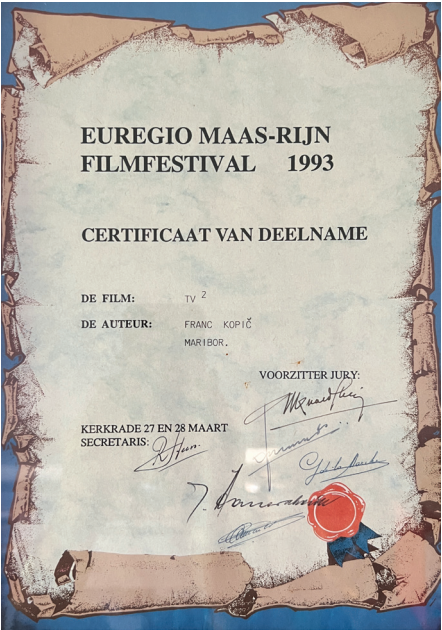 EUREGIO MAAS-RIJN
FILMFESTIVAL 1993
CERTIFICAAT VAN DEELNAME
DE FILM: TV 2
DE AUTEUR: FRANC KOPIČ
MARIBOR.
VOORZITTER JURY:
KERKRADE 27 EN 28 MAART
SECRETARIS: